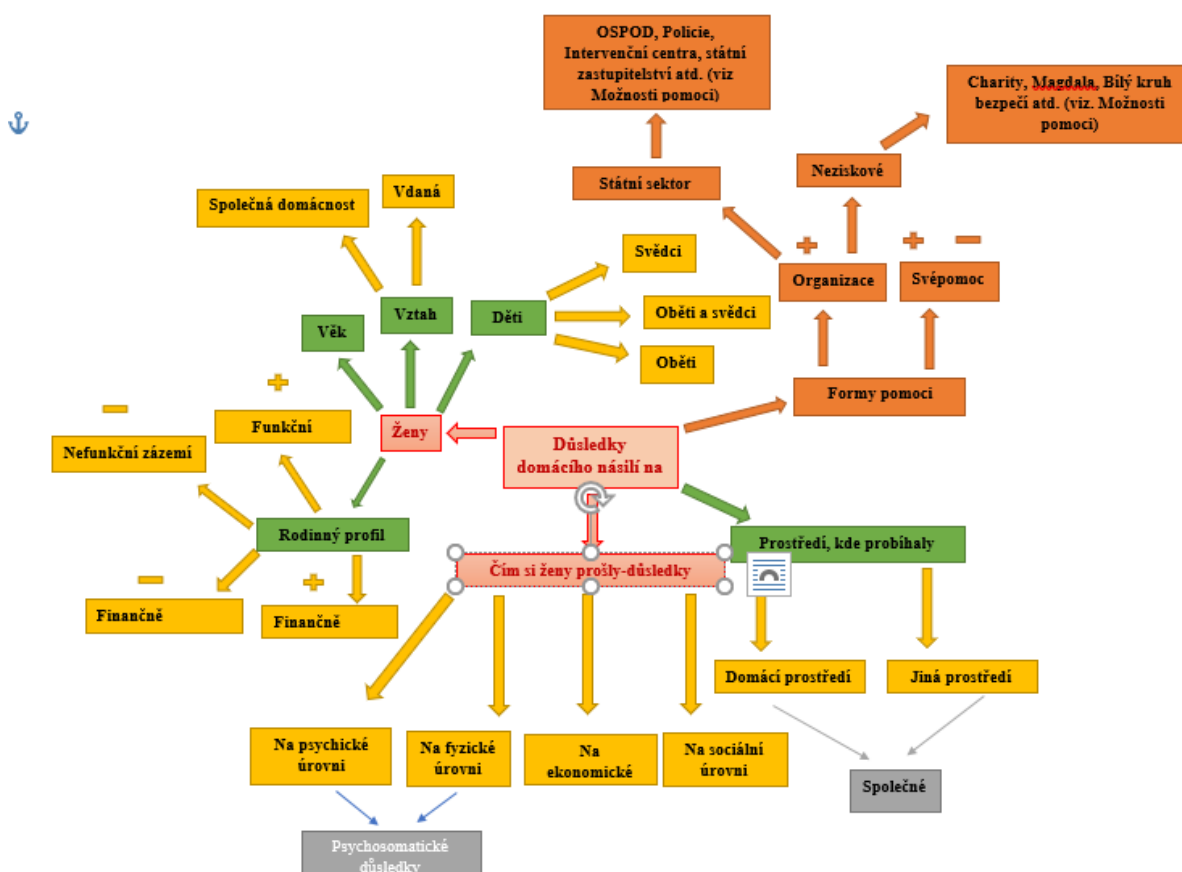 OSPOD, Policie,
Intervenční centra, státní
zastupitelství atd. (viz
Možnosti pomoci)
Charity, Magdala, Bílý kruh
bezpečí atd. (viz. Možnosti
pomoci)
Státní sektor
Neziskové
Společná domácnost
Vdaná
Svědci
Organizace
Svépomoc
Věk
Vztah
Děti
Oběti a svědci
Oběti
Formy pomoci
Nefunkční zázemí
Funkční
Ženy
Důsledky
domácího násilí na
Rodinný profil
Prostředí, kde probíhaly
Čím si ženy prošly-důsledky
Finančně
Finančně
Domácí prostředí
Jiná prostředí
Na psychické
úrovni
Na fyzické
úrovni
Na
ekonomické
Na sociální
úrovni
Společné
Psychosomatické
důsledky